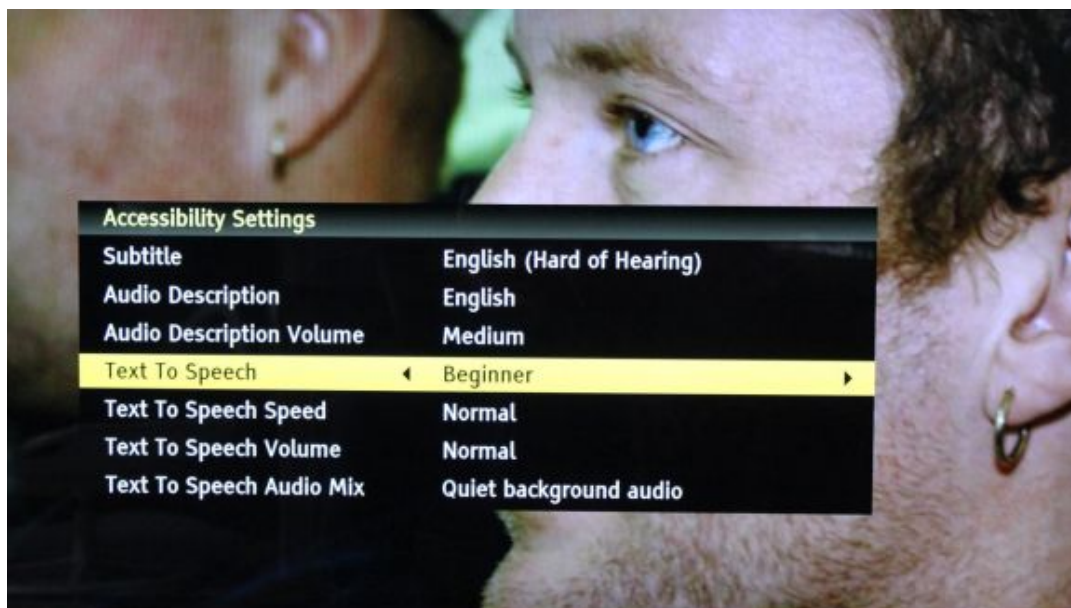 Accessibility Settings
Subtitle English (Hard of Hearing)
Audio Description English
Audio Description Volume Medium
Text To Speech Beginner
Text To Speech Speed Normal
Text To Speech Volume Normal
Text To Speech Audio Mix Quiet background audio